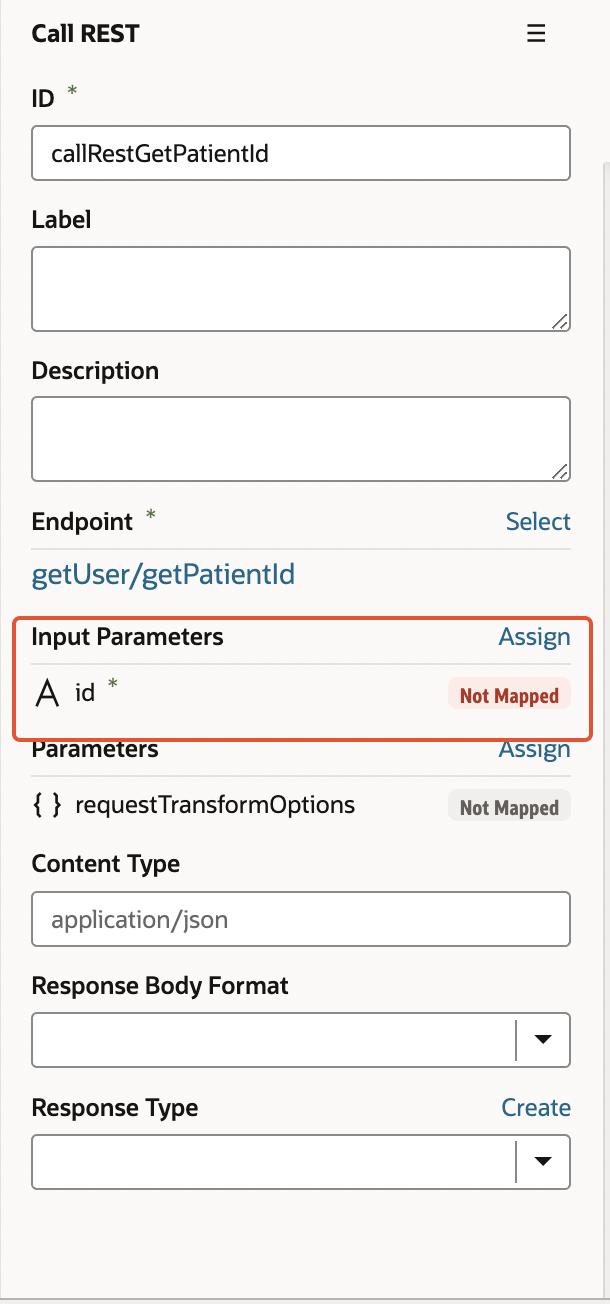 Call REST
ID *
callRestGetPatientId
Label
Description
Endpoint * Select
getUser/getPatientId
Input Parameters Assign
A id * Not Mapped
Parameters Assign
{ } requestTransformOptions Not Mapped
Content Type
application/json
Response Body Format
Response Type Create